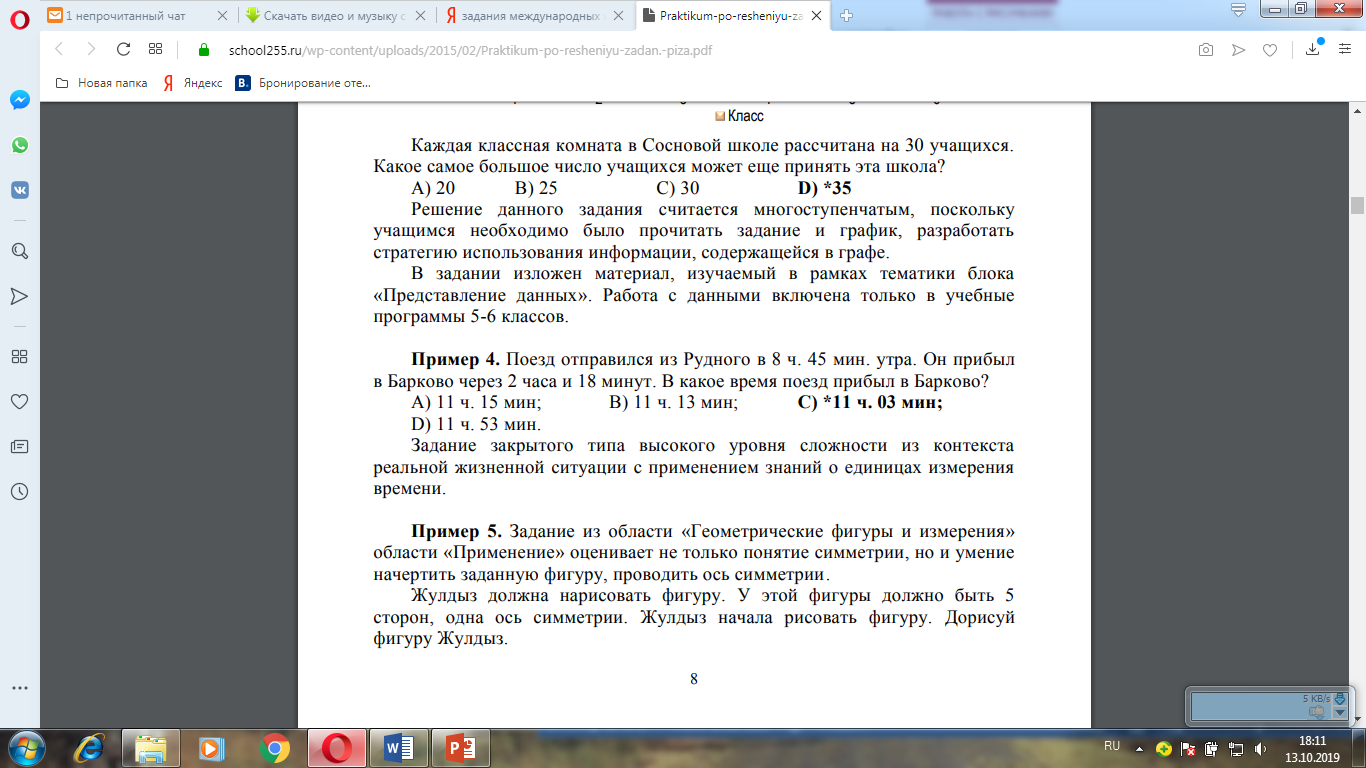 1 непрочитанный чат
Скачать видео и музыку с
задания международных
Praktikum-po-resheniyu-za
school255.ru/wp-content/uploads/2015/02/Praktikum-po-resheniyu-zadan.-piza.pdf
Новая папка
Яндекс
B. Бронирование оте...
Класс
Каждая классная комната в Сосновой школе рассчитана на 30 учащихся.
Какое самое большое число учащихся может еще принять эта школа?
A) 20 B) 25 C) 30 D) *35
Решение данного задания считается многоступенчатым, поскольку
учащимся необходимо было прочитать задание и график, разработать
стратегию использования информации, содержащейся в графе.
В задании изложен материал, изучаемый в рамках тематики блока
«Представление данных». Работа с данными включена только в учебные
программы 5-6 классов.
Пример 4. Поезд отправился из Рудного в 8 ч. 45 мин. утра. Он прибыл
в Барково через 2 часа и 18 минут. В какое время поезд прибыл в Барково?
A) 11 ч. 15 мин; B) 11 ч. 13 мин; C) *11 ч. 03 мин;
D) 11 ч. 53 мин.
Задание закрытого типа высокого уровня сложности из контекста
реальной жизненной ситуации с применением знаний о единицах измерения
времени.
Пример 5. Задание из области «Геометрические фигуры и измерения»
области «Применение» оценивает не только понятие симметрии, но и умение
начертить заданную фигуру, проводить ось симметрии.
Жулдыз должна нарисовать фигуру. У этой фигуры должно быть 5
сторон, одна ось симметрии. Жулдыз начала рисовать фигуру. Дорисуй
фигуру Жулдыз.
8
5 KB/s
RU
18:11
13.10.2019